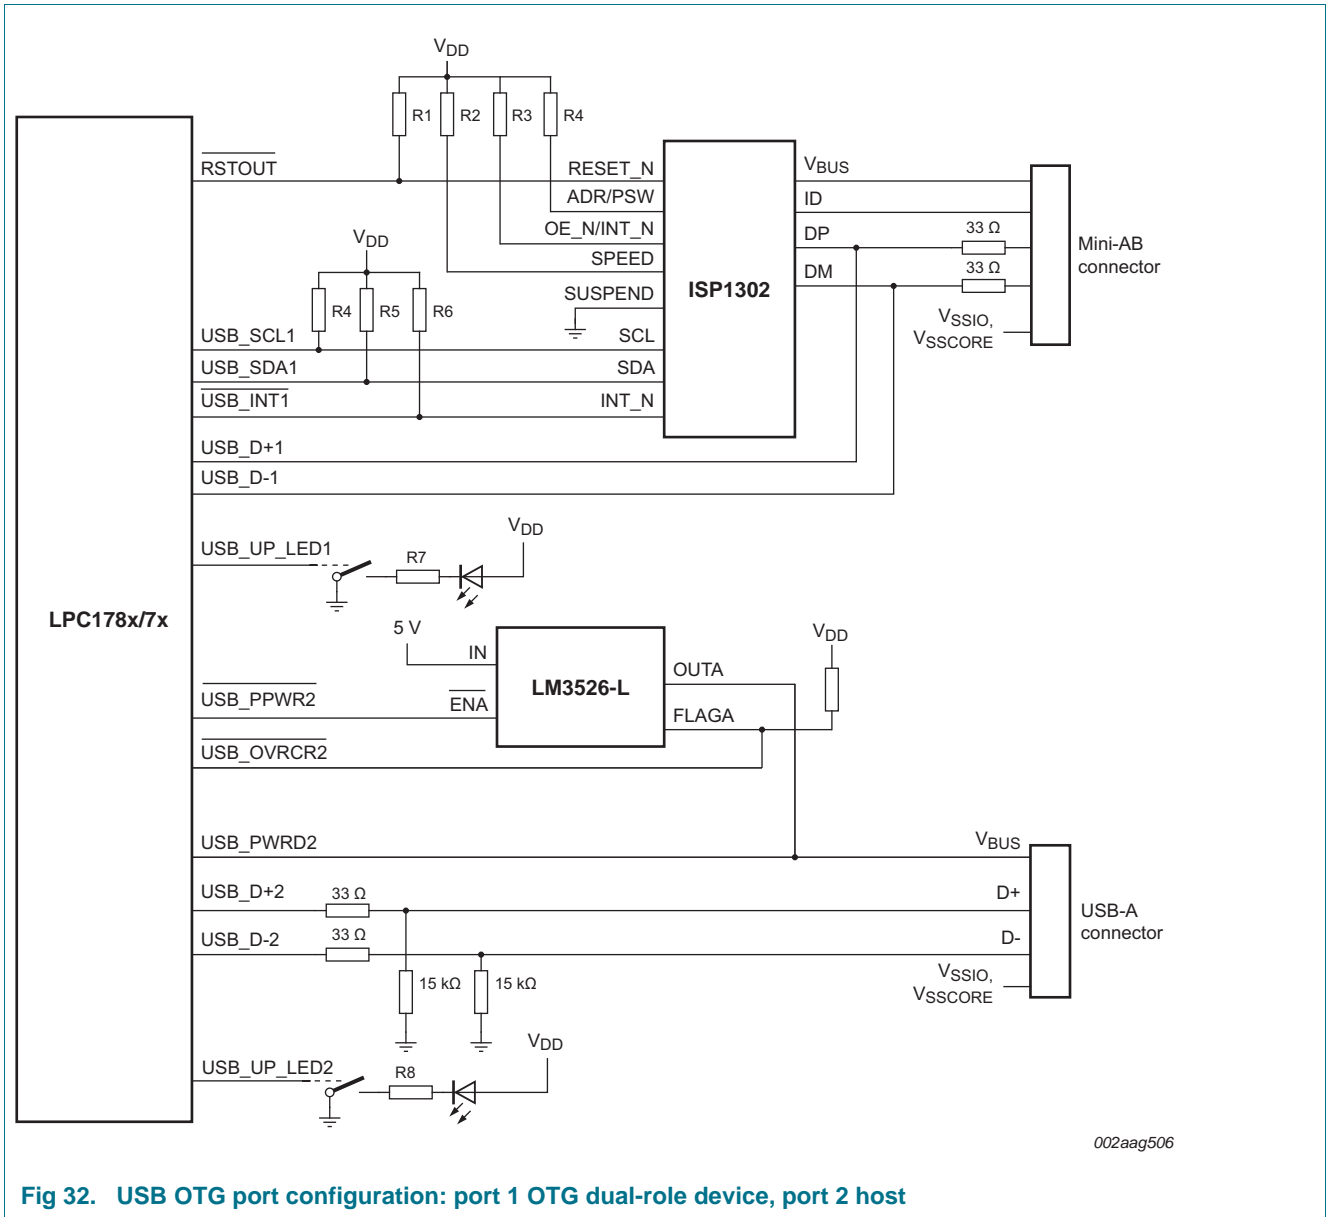 VDD
R1
R2
R3
R4
RSTOUT
RESET_N
ADR/PSW
OE_N/INT_N
SPEED
SUSPEND
SCL
SDA
INT_N
ISP1302
VBUS
ID
DP
DM
33 Ω
33 Ω
Mini-AB
connector
VSSIO,
VSSCORE
VDD
R4
R5
R6
USB_SCL1
USB_SDA1
USB_INT1
USB_D+1
USB_D-1
USB_UP_LED1
R7
VDD
LPC178x/7x
5 V
IN
ENA
LM3526-L
OUTA
FLAGA
VDD
USB_PPWR2
USB_OVRCR2
USB_PWRD2
USB_D+2
33 Ω
USB_D-2
33 Ω
15 kΩ
15 kΩ
VBUS
D+
D-
USB-A
connector
VSSIO,
VSSCORE
USB_UP_LED2
R8
VDD
002aag506
Fig 32. USB OTG port configuration: port 1 OTG dual-role device, port 2 host